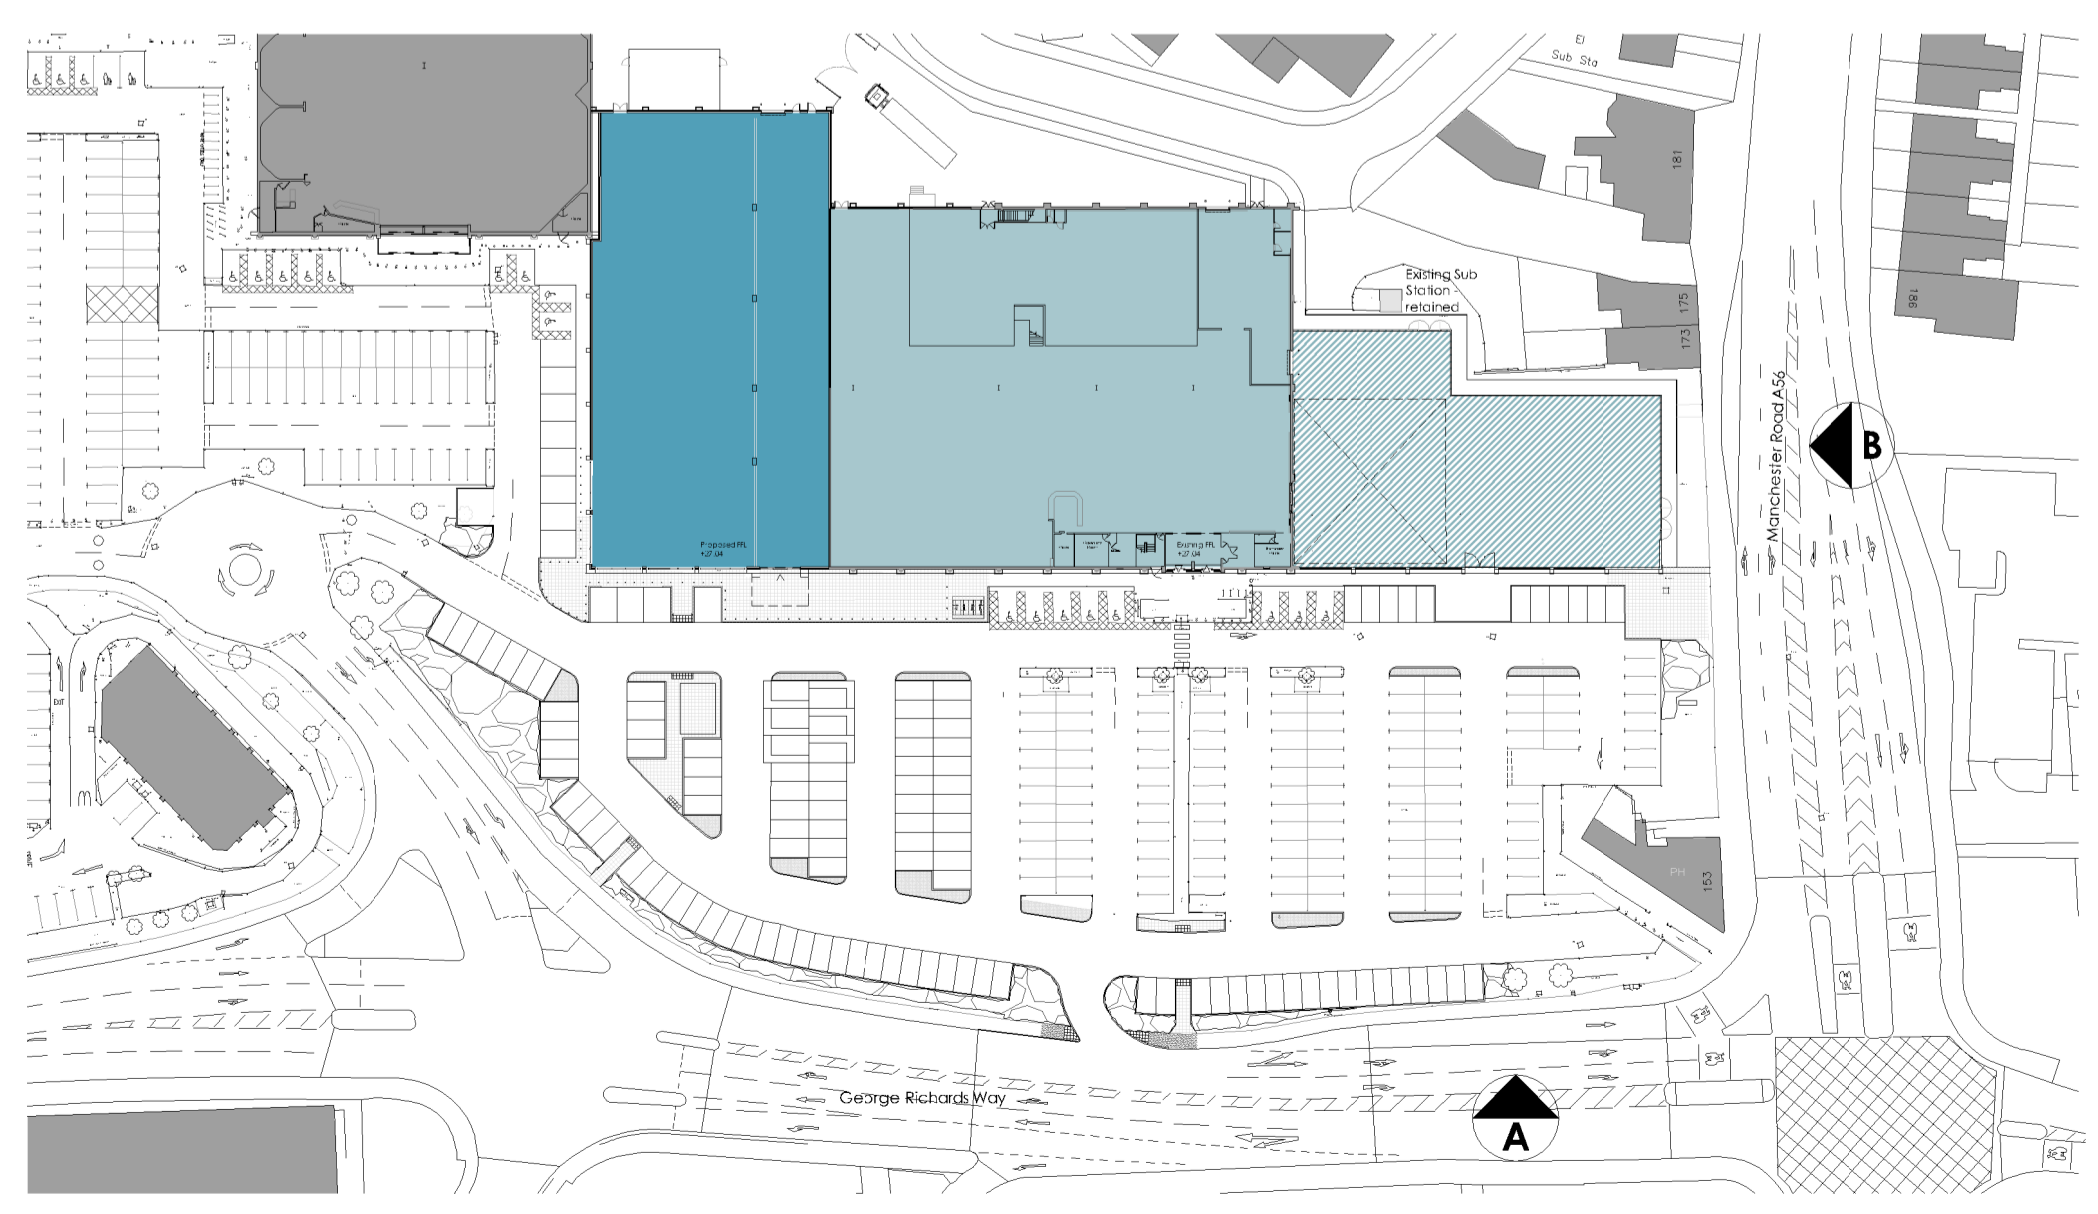 El
Sub Sta
181
186
175
173
Existing Sub
Station -
retained
Manchester Road A56
B
Proposed FFL
+27.04
Existing FFL
+27.04
EXIT
PH
153
George Richards Way
A